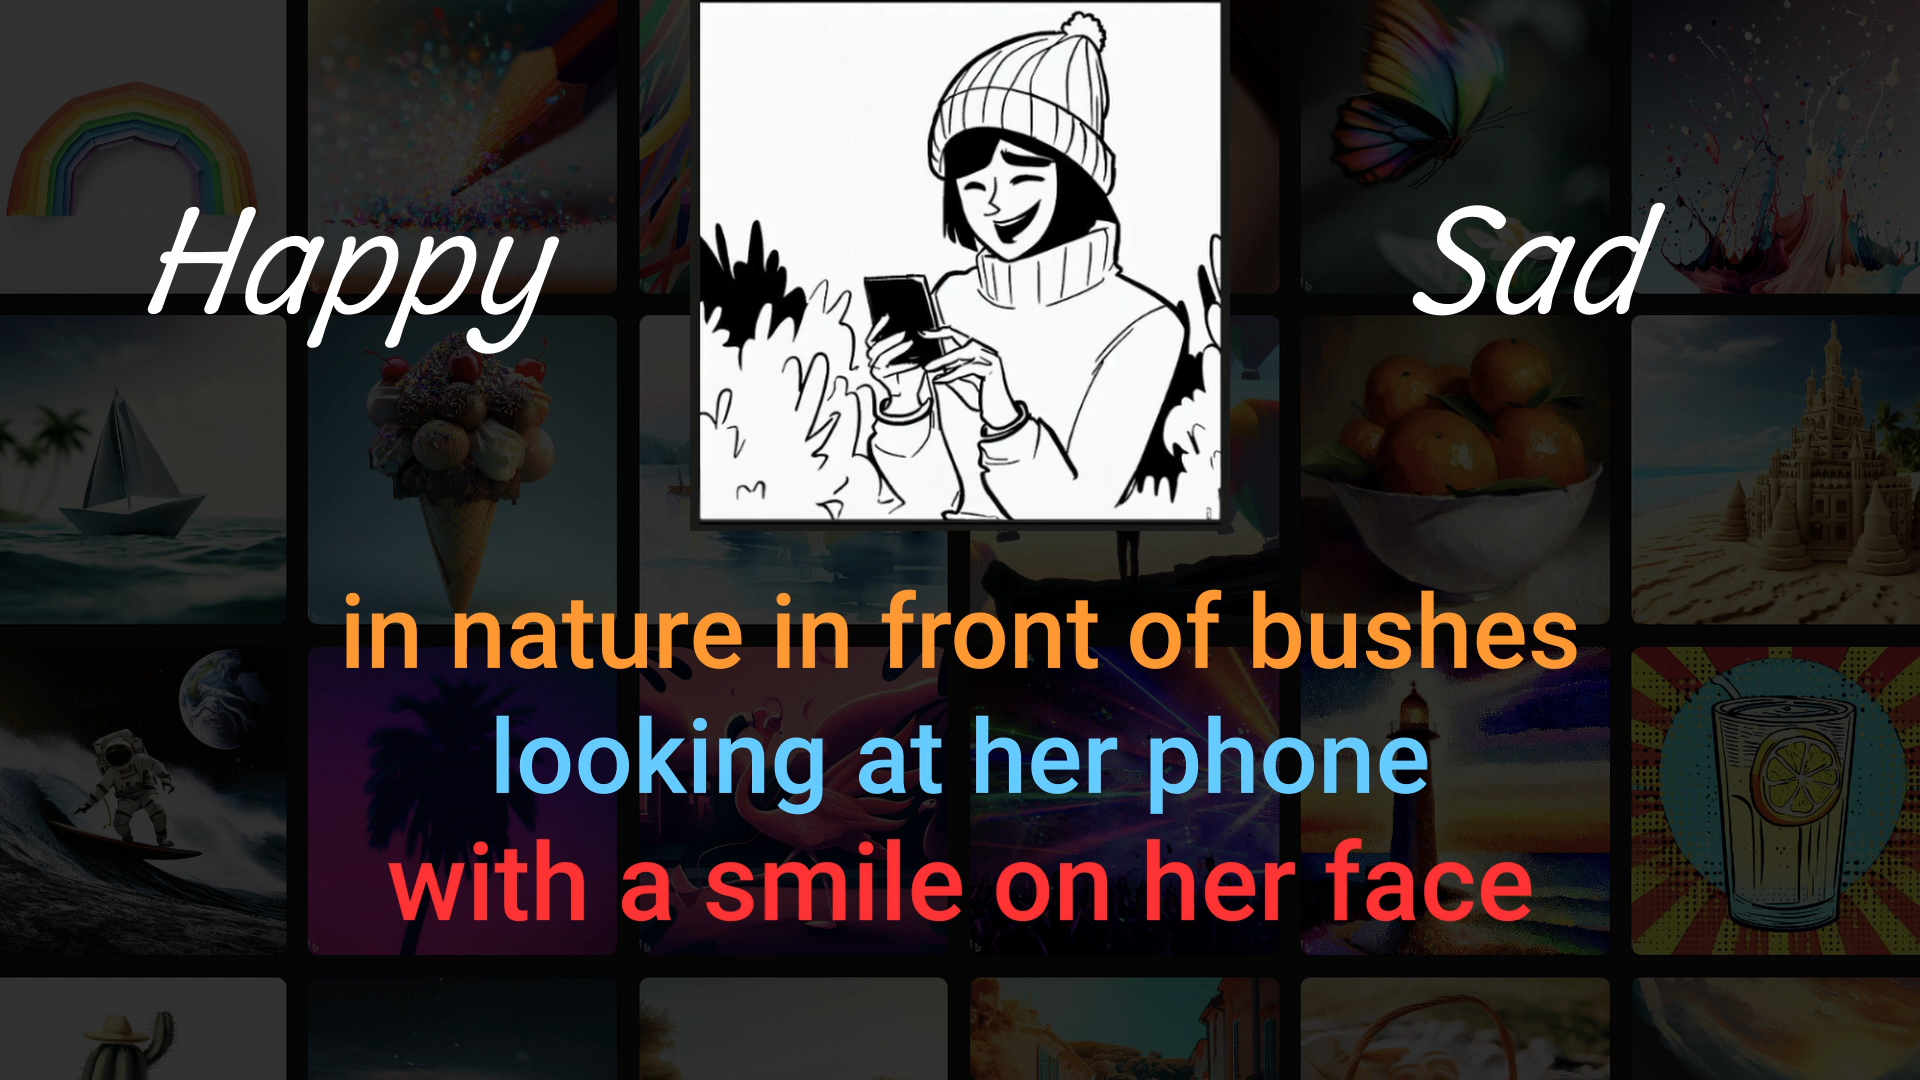 Happy
Sad
in nature in front of bushes
looking at her phone
with a smile on her face